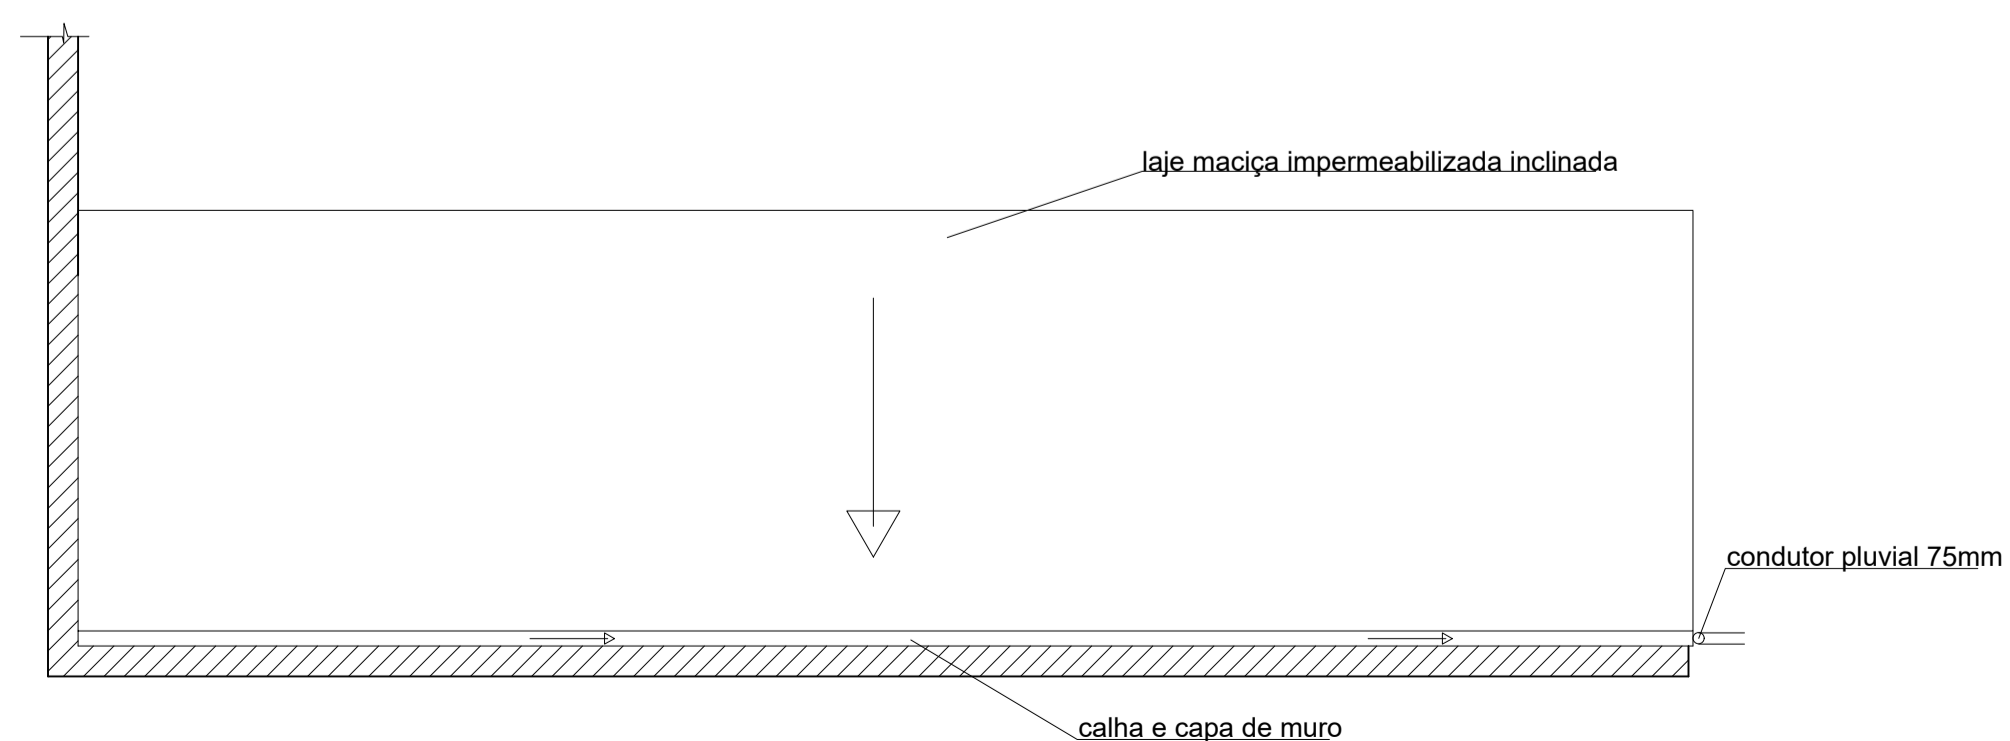 laje maciça impermeabilizada inclinada
condutor pluvial 75mm
calha e capa de muro